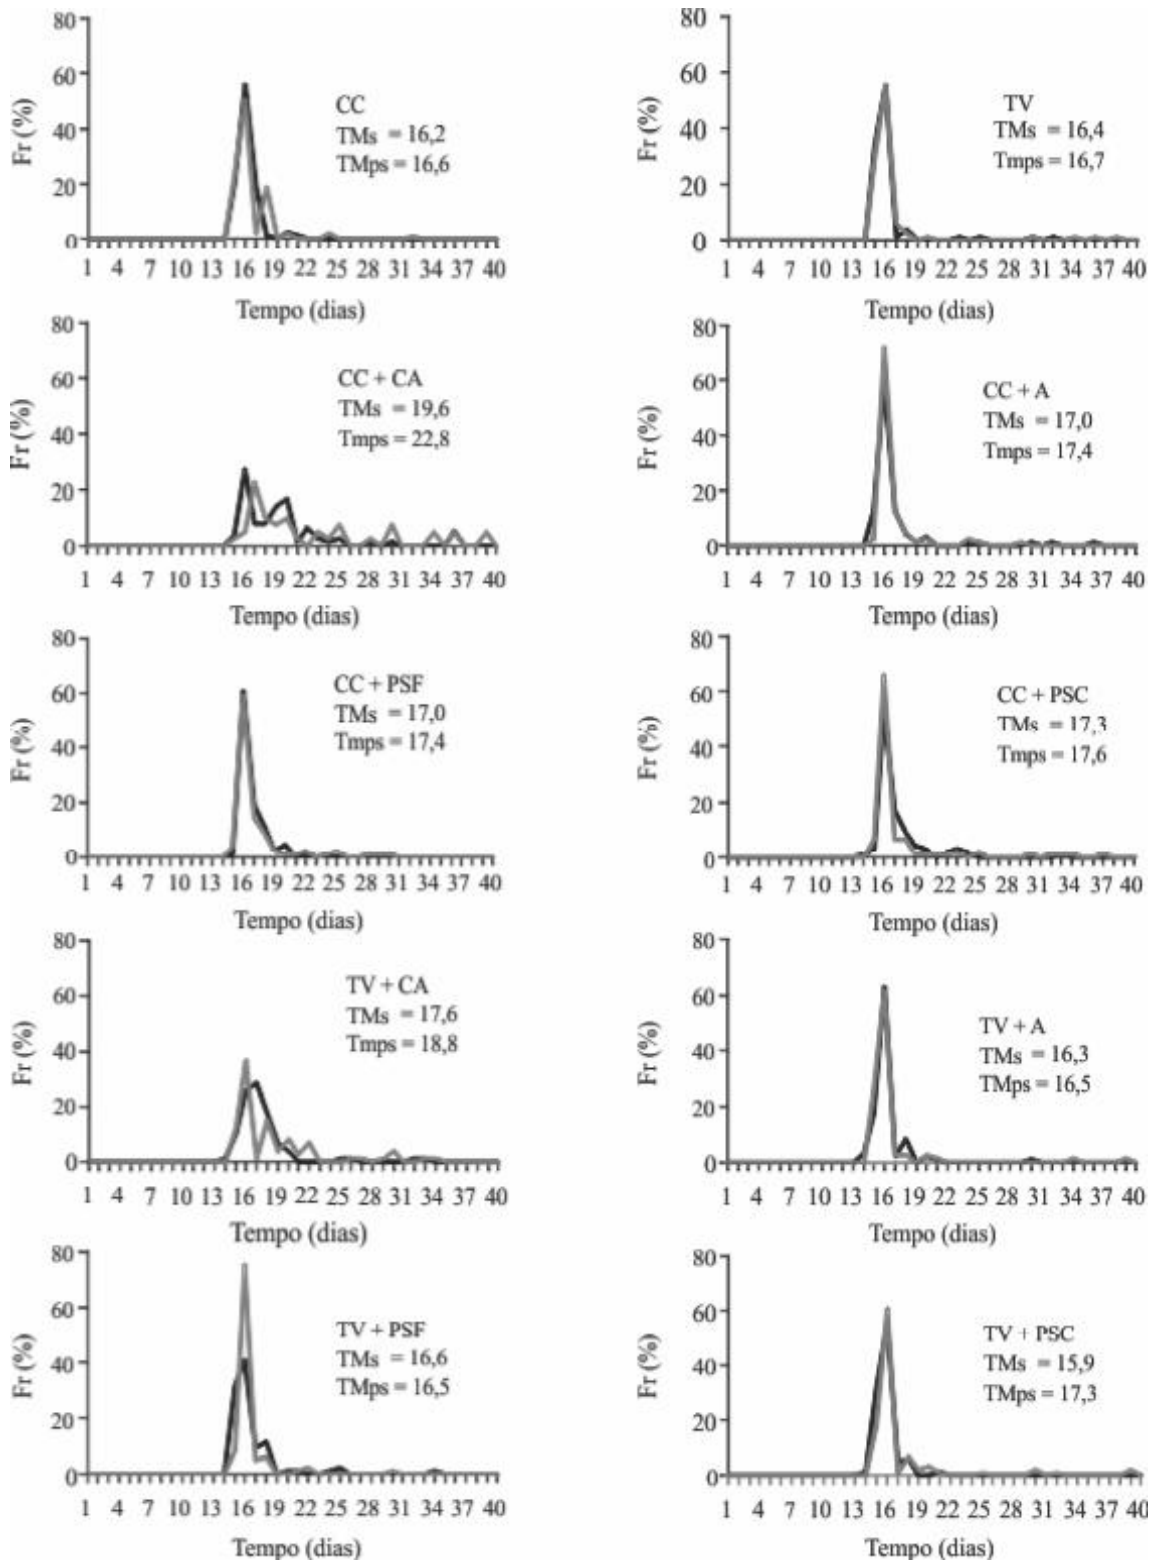 80
60
40
20
0
Fr (%)
CC
TMs = 16,2
TMps = 16,6
1 4 7 10 13 16 19 22 25 28 31 34 37 40
Tempo (dias)
80
60
40
20
0
Fr (%)
TV
TMs = 16,4
Tmps = 16,7
1 4 7 10 13 16 19 22 25 28 31 34 37 40
Tempo (dias)
80
60
40
20
0
Fr (%)
CC + CA
TMs = 19,6
Tmps = 22,8
1 4 7 10 13 16 19 22 25 28 31 34 37 40
Tempo (dias)
80
60
40
20
0
Fr (%)
CC + A
TMs = 17,0
Tmps = 17,4
1 4 7 10 13 16 19 22 25 28 31 34 37 40
Tempo (dias)
80
60
40
20
0
Fr (%)
CC + PSF
TMs = 17,0
Tmps = 17,4
1 4 7 10 13 16 19 22 25 28 31 34 37 40
Tempo (dias)
80
60
40
20
0
Fr (%)
CC + PSC
TMs = 17,3
Tmps = 17,6
1 4 7 10 13 16 19 22 25 28 31 34 37 40
Tempo (dias)
80
60
40
20
0
Fr (%)
TV + CA
TMs = 17,6
Tmps = 18,8
1 4 7 10 13 16 19 22 25 28 31 34 37 40
Tempo (dias)
80
60
40
20
0
Fr (%)
TV + A
TMs = 16,3
TMps = 16,5
1 4 7 10 13 16 19 22 25 28 31 34 37 40
Tempo (dias)
80
60
40
20
0
Fr (%)
TV + PSF
TMs = 16,6
TMps = 16,5
1 4 7 10 13 16 19 22 25 28 31 34 37 40
Tempo (dias)
80
60
40
20
0
Fr (%)
TV + PSC
TMs = 15,9
TMps = 17,3
1 4 7 10 13 16 19 22 25 28 31 34 37 40
Tempo (dias)